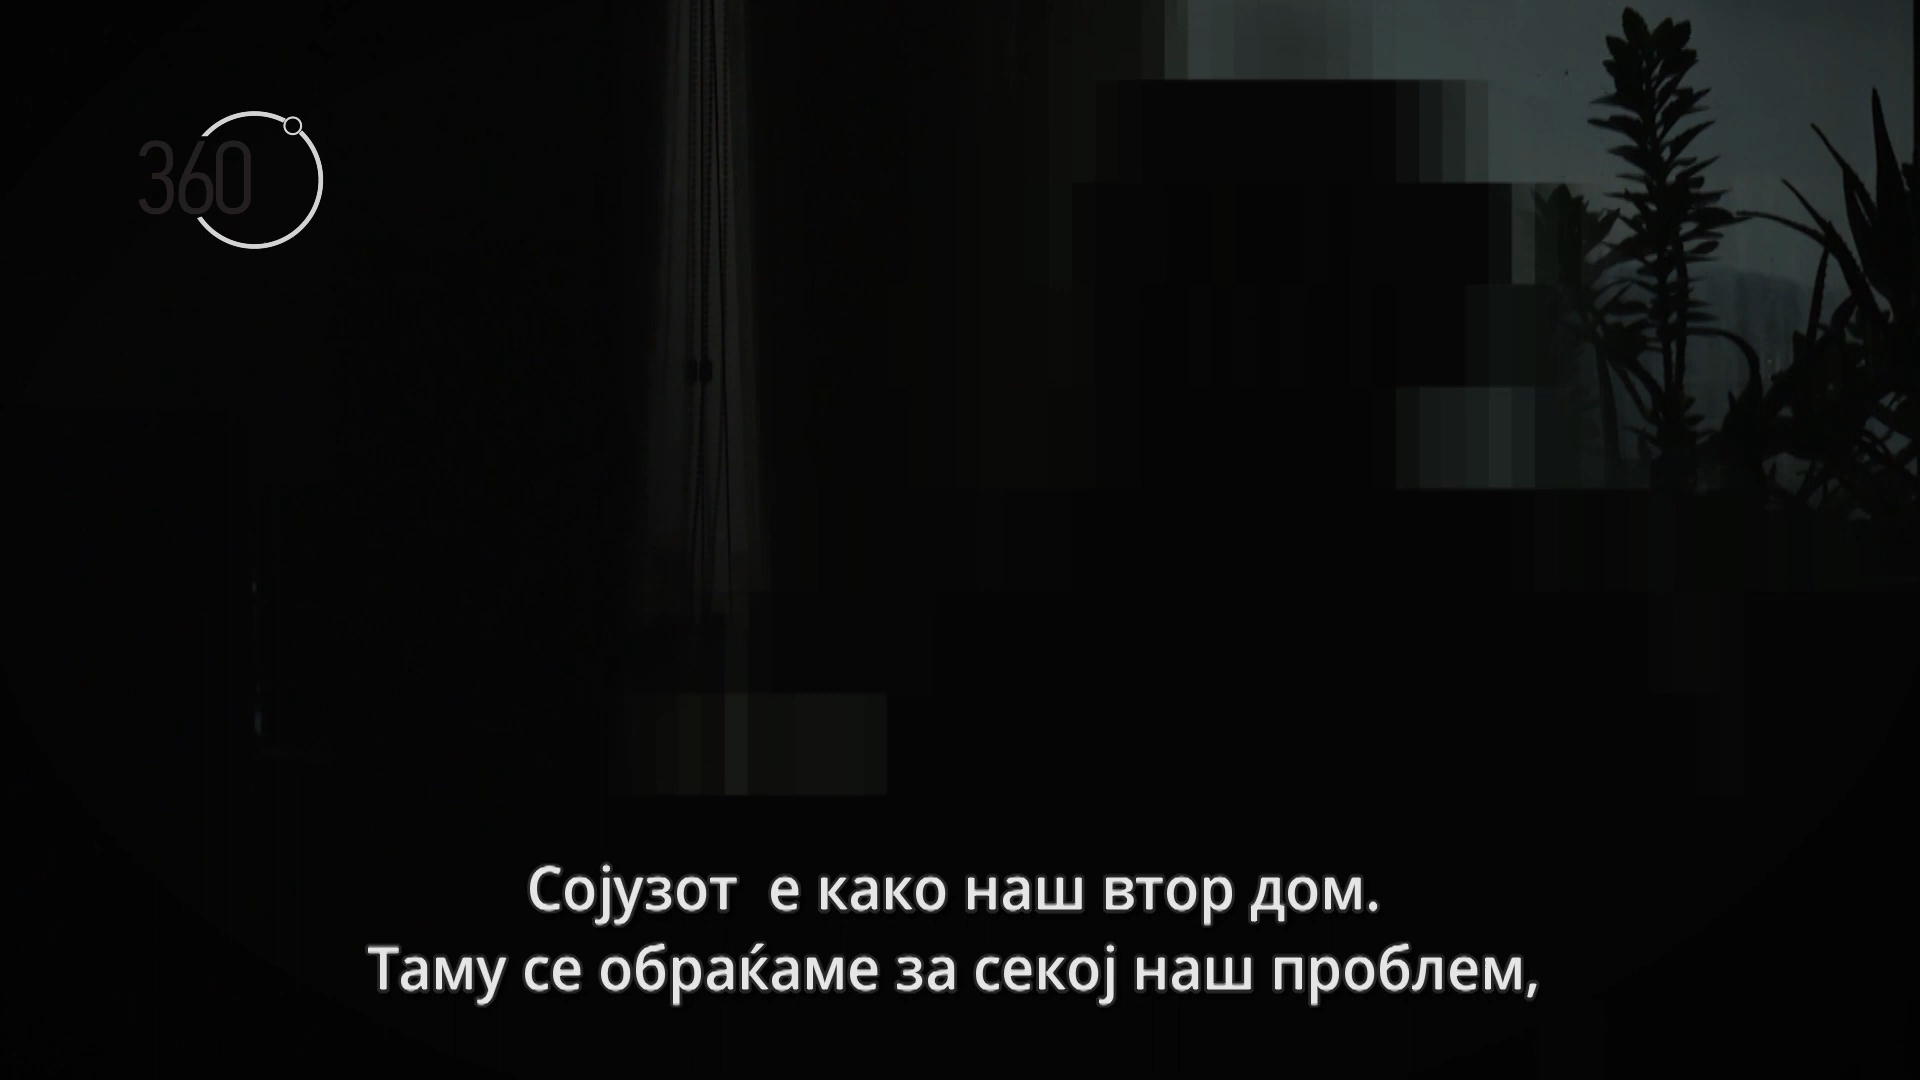 360
Сојузот  е како наш втор дом.
Таму се обраќаме за секој наш проблем,